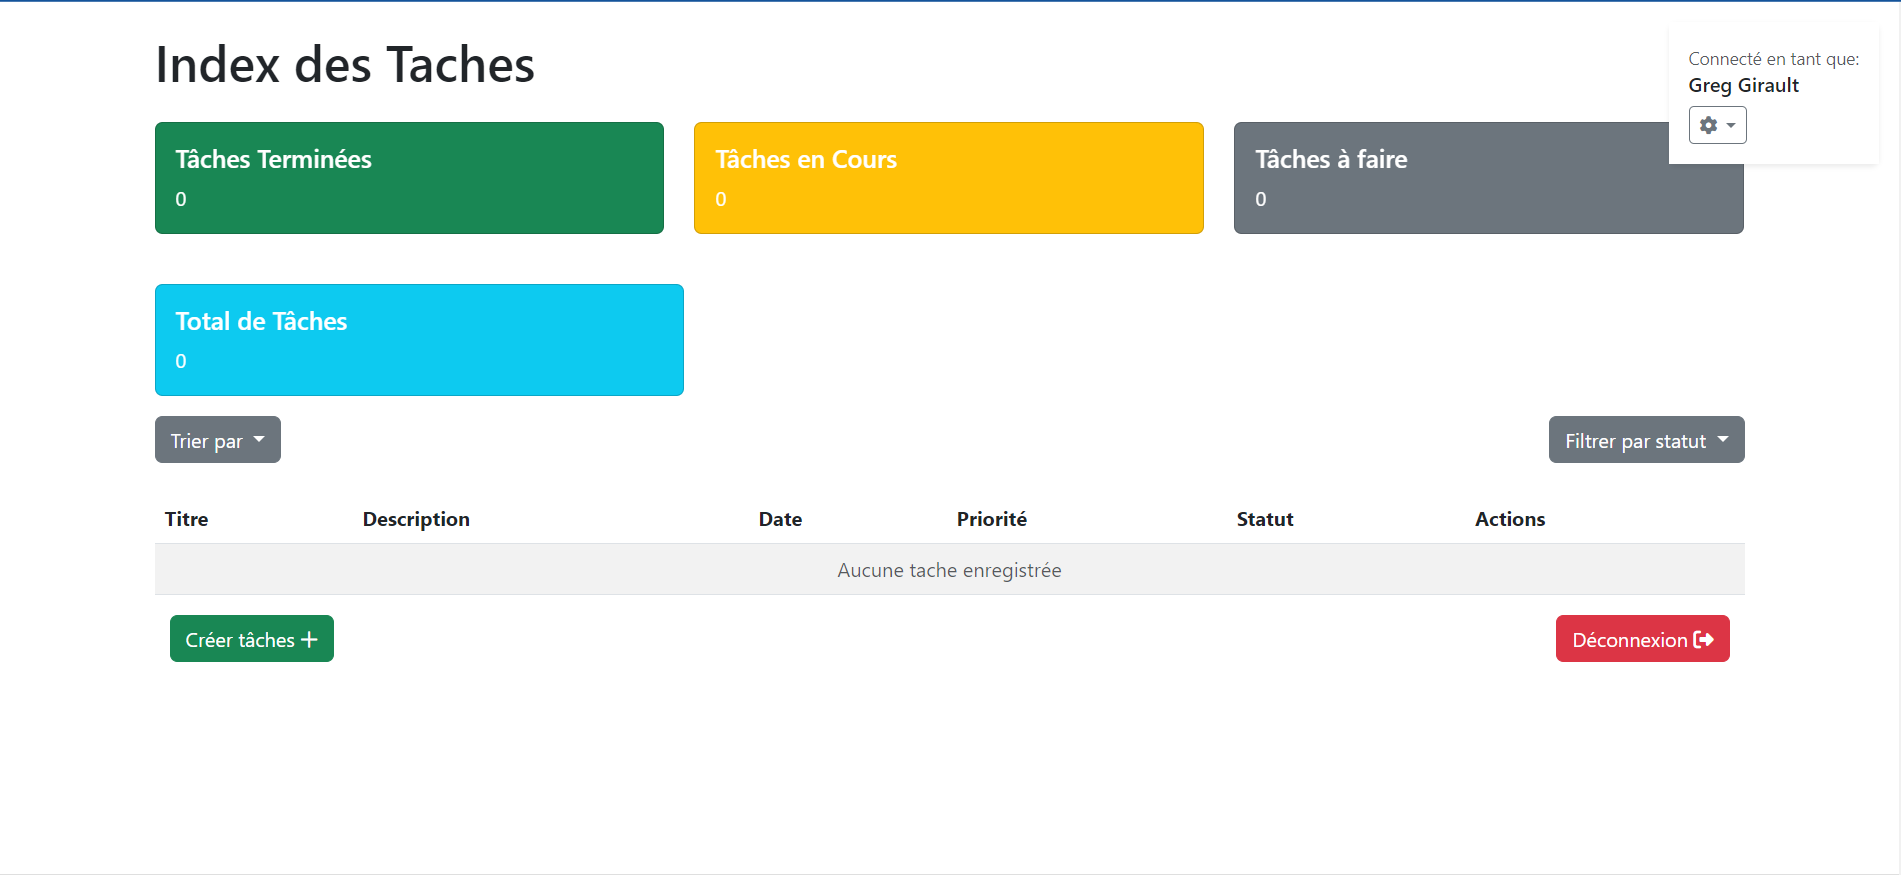 Index des Taches
Connecté en tant que:
Greg Girault
Tâches Terminées
0
Tâches en Cours
0
Tâches à faire
0
Total de Tâches
0
Trier par
Filtrer par statut
Titre Description Date Priorité Statut Actions
Aucune tache enregistrée
Créer tâches
Déconnexion